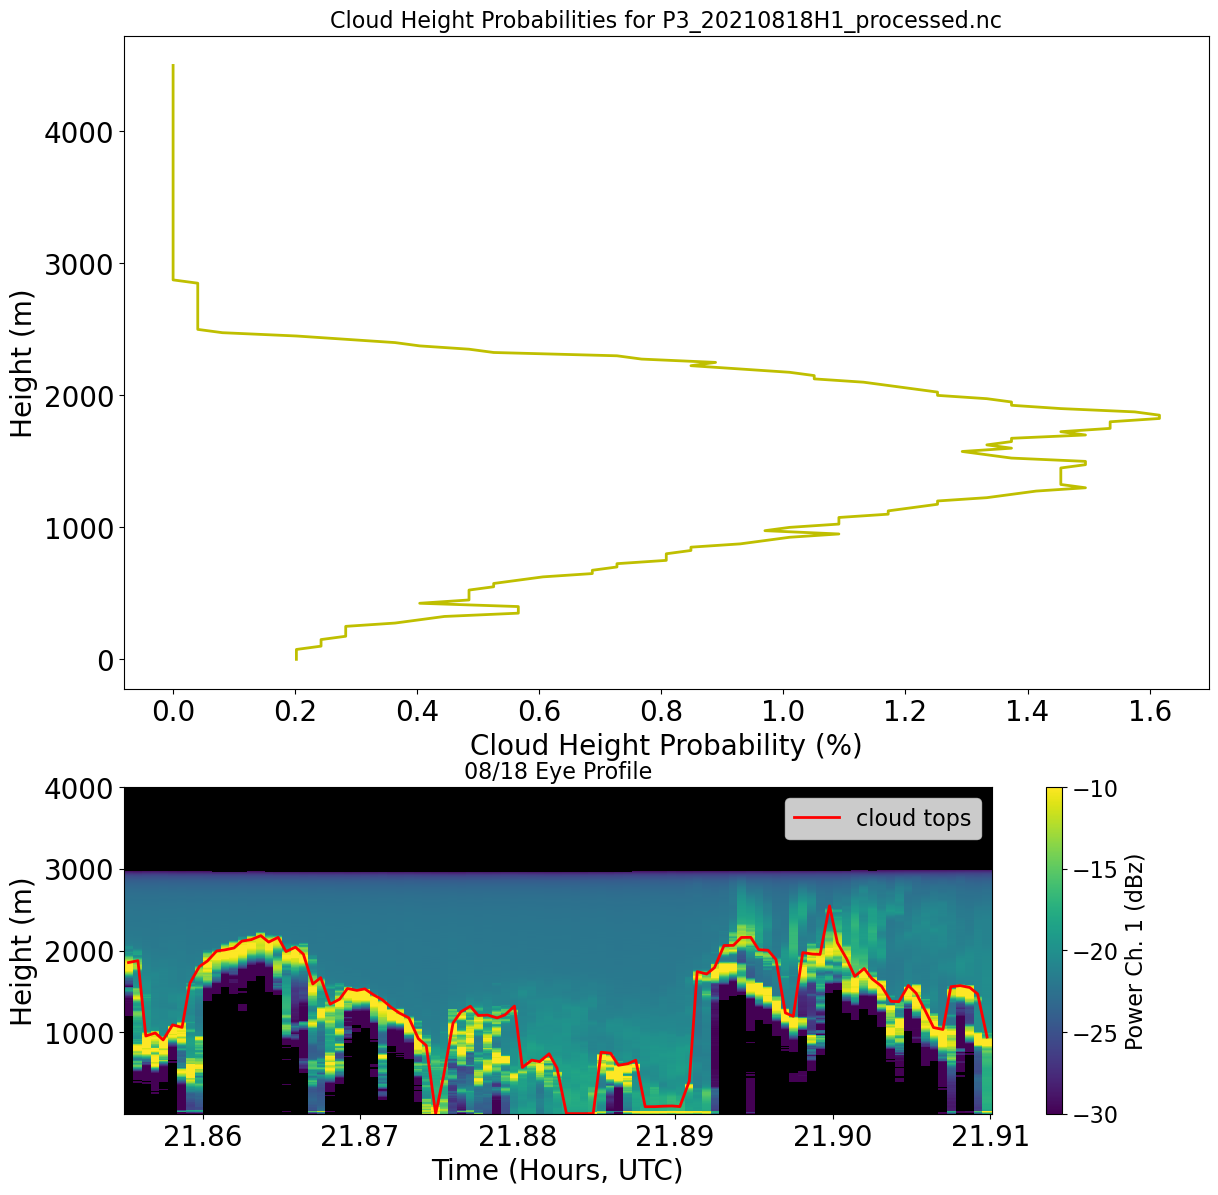 Cloud Height Probabilities for P3_20210818H1_processed.nc
4000
3000
2000
1000
0
Height (m)
0.0 0.2 0.4 0.6 0.8 1.0 1.2 1.4 1.6
Cloud Height Probability (%)
08/18 Eye Profile
4000
3000
2000
1000
Height (m)
cloud tops
21.86 21.87 21.88 21.89 21.90 21.91
Time (Hours, UTC)
−10
−15
−20
−25
−30
Power Ch. 1 (dBz)